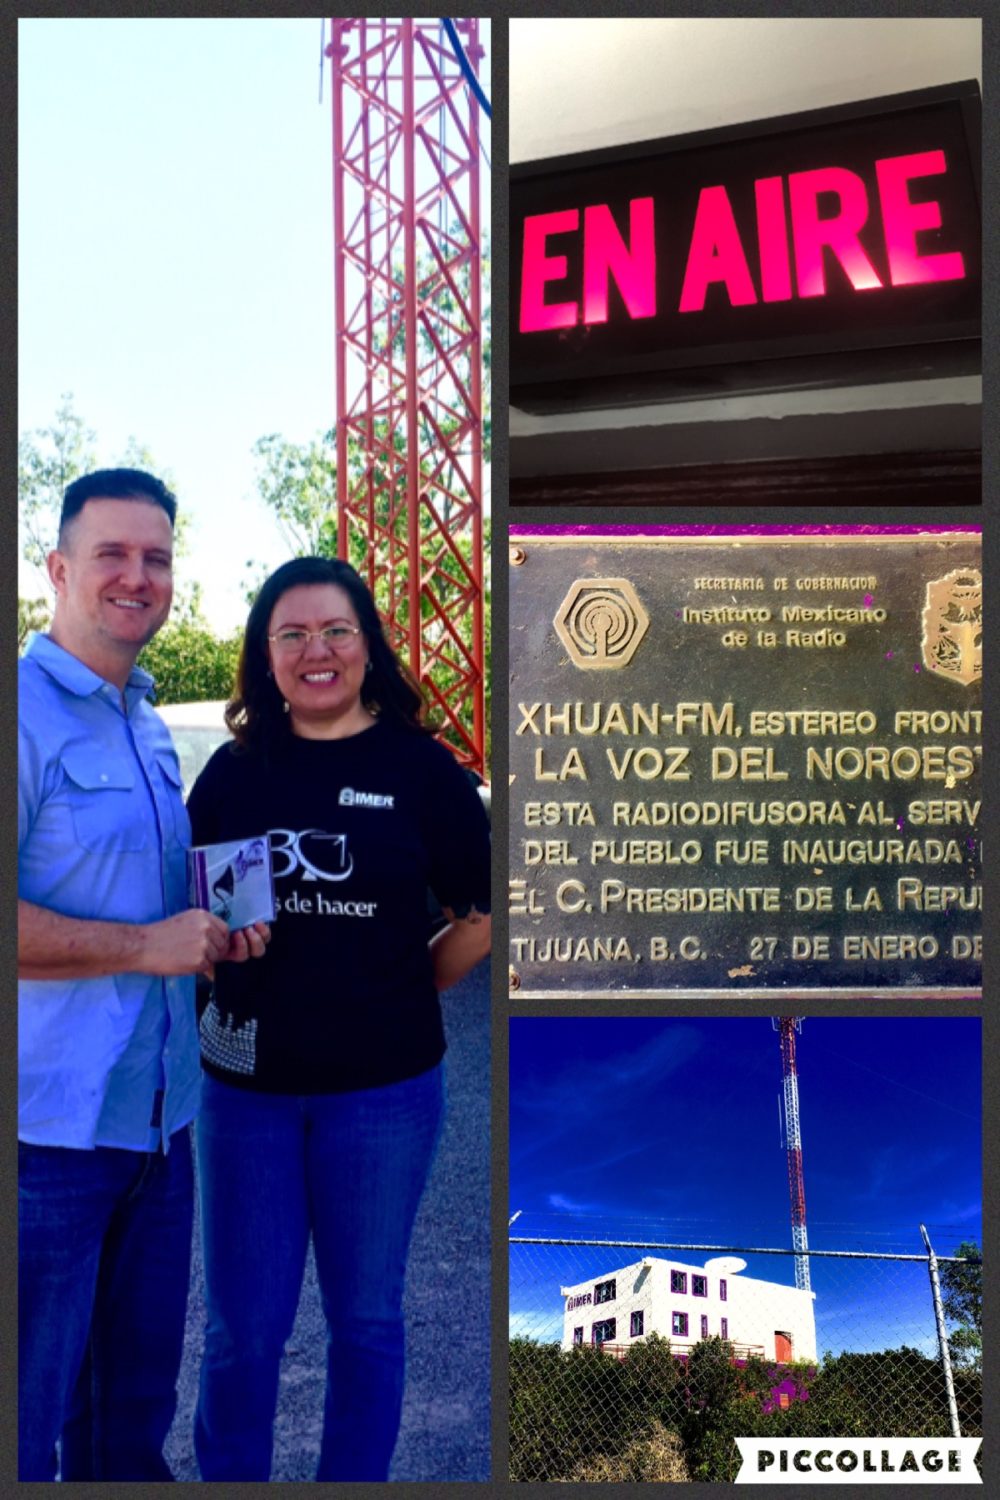 EN AIRE
SECRETARIA DE GOBERNACION
Instituto Mexicano
de la Radio
XHUAN-FM, ESTEREO FRONT
LA VOZ DEL NOROEST
ESTA RADIODIFUSORA AL SERV
DEL PUEBLO FUE INAUGURADA
EL C. PRESIDENTE DE LA REPU
TIJUANA, B.C. 27 DE ENERO DE
IMER
de hacer
IMER
PICCOLLAGE